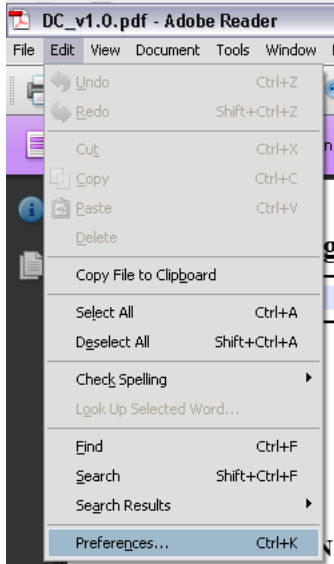 DC_v1.0.pdf - Adobe Reader
File Edit View Document Tools Window
Undo Ctrl+Z
Redo Shift+Ctrl+Z
Cut Ctrl+X
Copy Ctrl+C
Paste Ctrl+V
Delete
Copy File to Clipboard
Select All Ctrl+A
Deselect All Shift+Ctrl+A
Check Spelling
Look Up Selected Word...
Find Ctrl+F
Search Shift+Ctrl+F
Search Results
Preferences... Ctrl+K